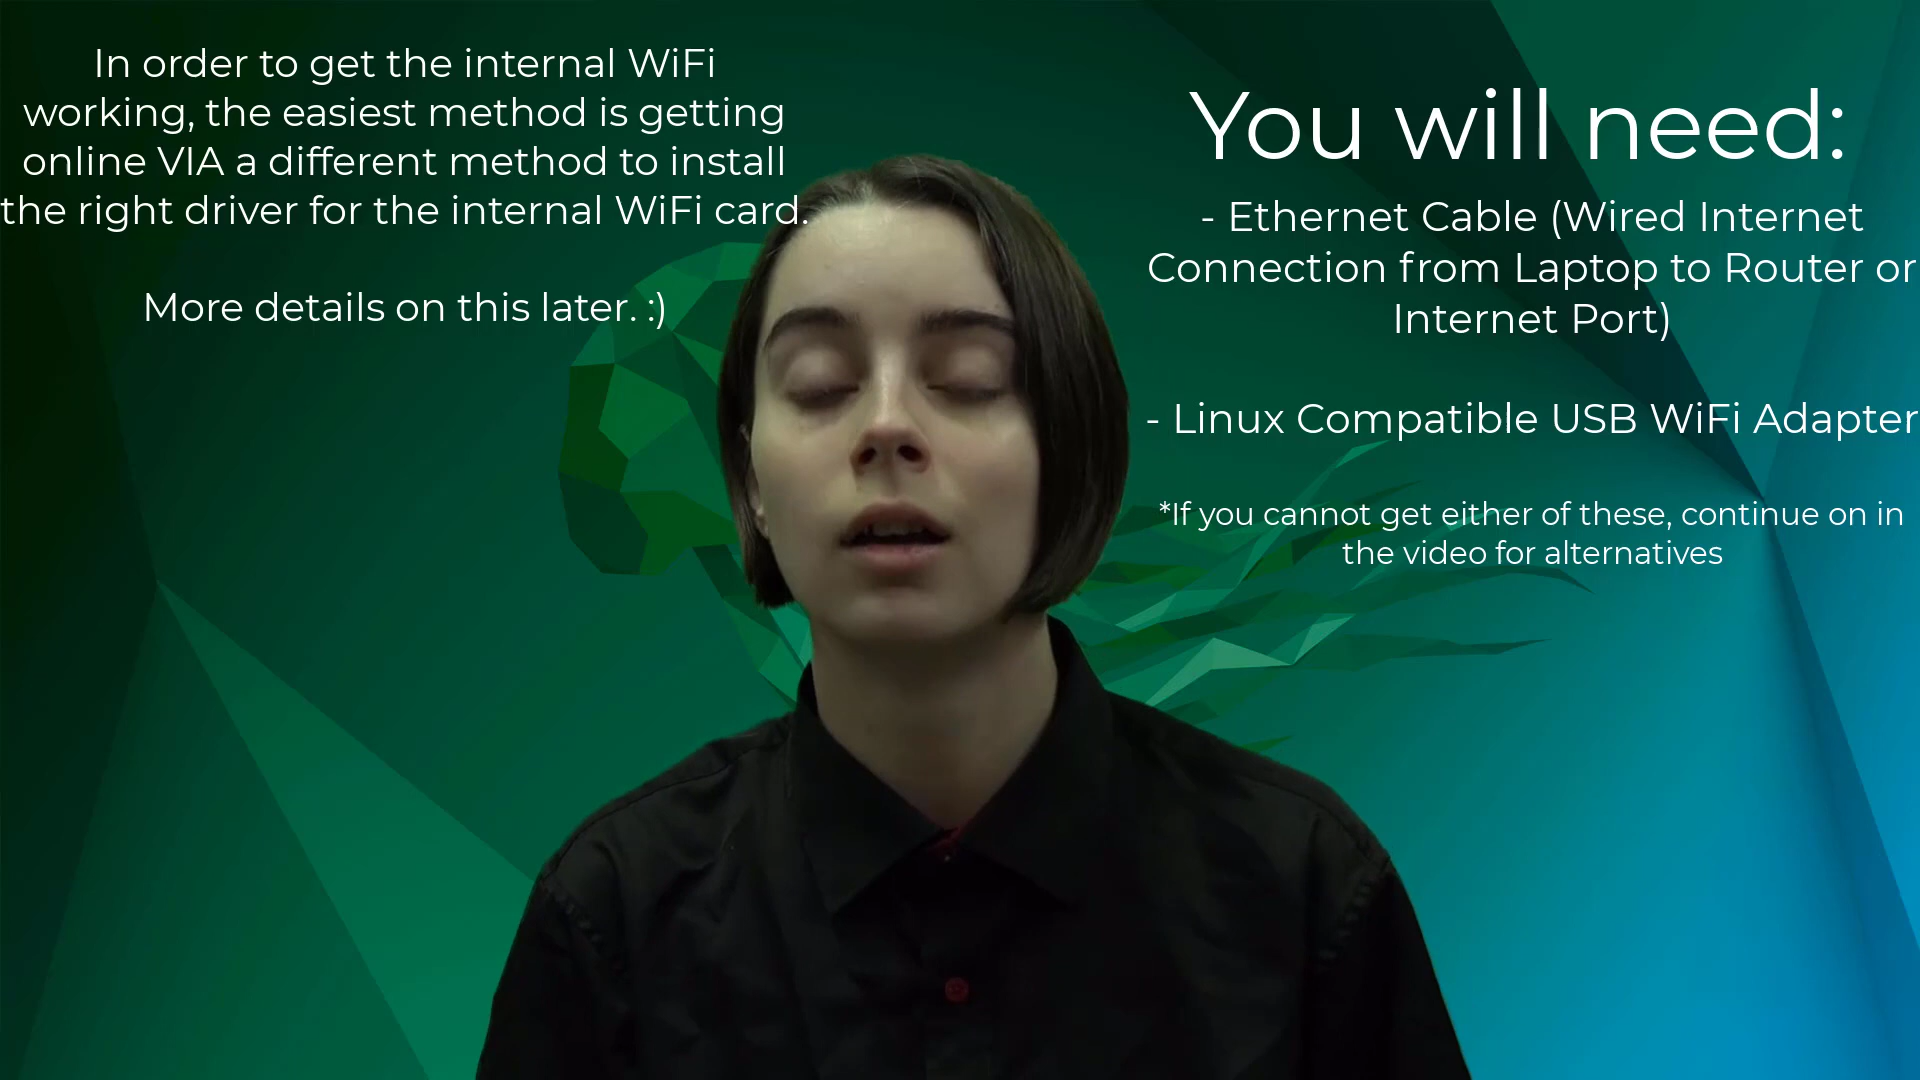 In order to get the internal WiFi
working, the easiest method is getting
online VIA a different method to install
the right driver for the internal WiFi card.
More details on this later. :)
You will need:
- Ethernet Cable (Wired Internet
Connection from Laptop to Router or
Internet Port)
- Linux Compatible USB WiFi Adapter
*If you cannot get either of these, continue on in
the video for alternatives